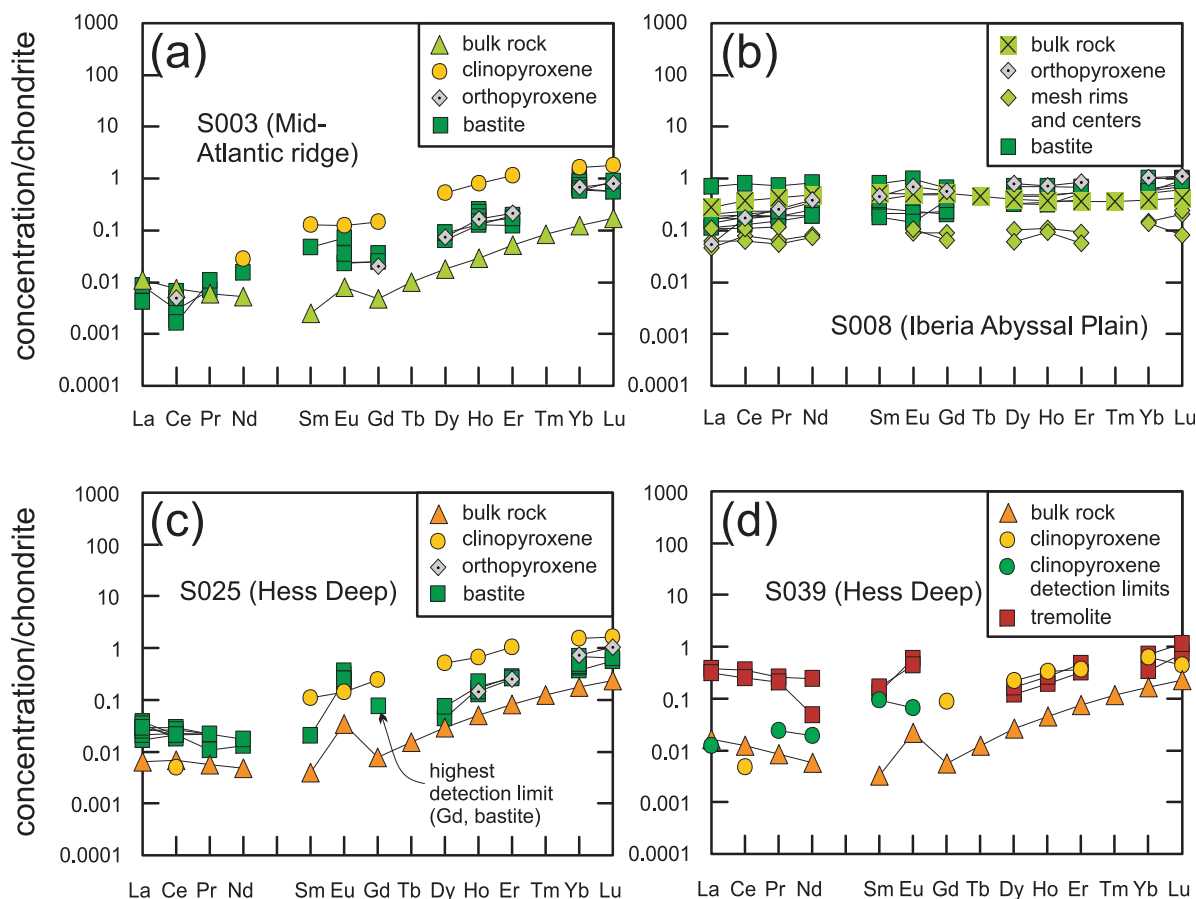 concentration/chondrite
1000
100
10
1
0.1
0.01
0.001
0.0001
(a)
S003 (Mid-
Atlantic ridge)
bulk rock
clinopyroxene
orthopyroxene
bastite
La Ce Pr Nd Sm Eu Gd Tb Dy Ho Er Tm Yb Lu
1000
100
10
1
0.1
0.01
0.001
0.0001
(b)
bulk rock
orthopyroxene
mesh rims
and centers
bastite
S008 (Iberia Abyssal Plain)
La Ce Pr Nd Sm Eu Gd Tb Dy Ho Er Tm Yb Lu
concentration/chondrite
1000
100
10
1
0.1
0.01
0.001
0.0001
(c)
S025 (Hess Deep)
bulk rock
clinopyroxene
orthopyroxene
bastite
highest
detection limit
(Gd, bastite)
La Ce Pr Nd Sm Eu Gd Tb Dy Ho Er Tm Yb Lu
1000
100
10
1
0.1
0.01
0.001
0.0001
(d)
S039 (Hess Deep)
bulk rock
clinopyroxene
clinopyroxene
detection limits
tremolite
La Ce Pr Nd Sm Eu Gd Tb Dy Ho Er Tm Yb Lu